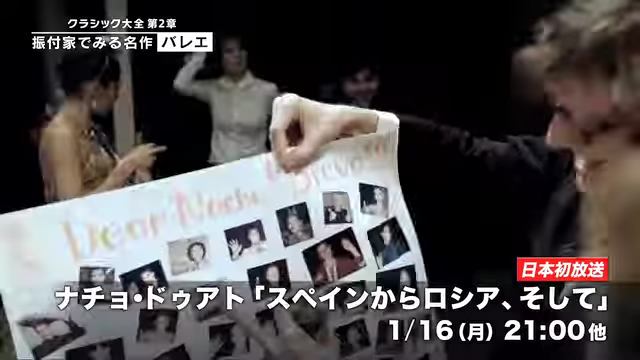 クラシック大全 第2章
振付家でみる名作 バレエ
Dear Nacho
日本初放送
ナチョ・ドゥアト「スペインからロシア、そして」
1/16(月) 21:00他